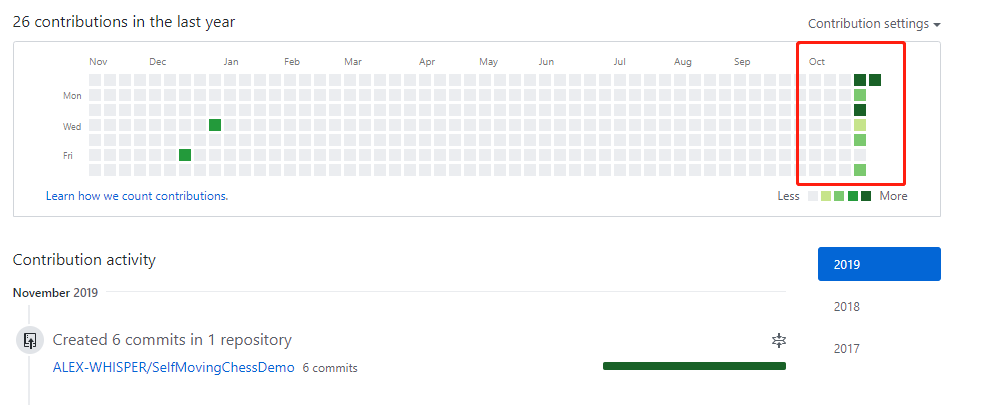 26 contributions in the last year
Contribution settings
Nov Dec Jan Feb Mar Apr May Jun Jul Aug Sep Oct
Mon
Wed
Fri
Learn how we count contributions.
Less More
Contribution activity
2019
November 2019
2018
Created 6 commits in 1 repository
2017
ALEX-WHISPER/SelfMovingChessDemo 6 commits